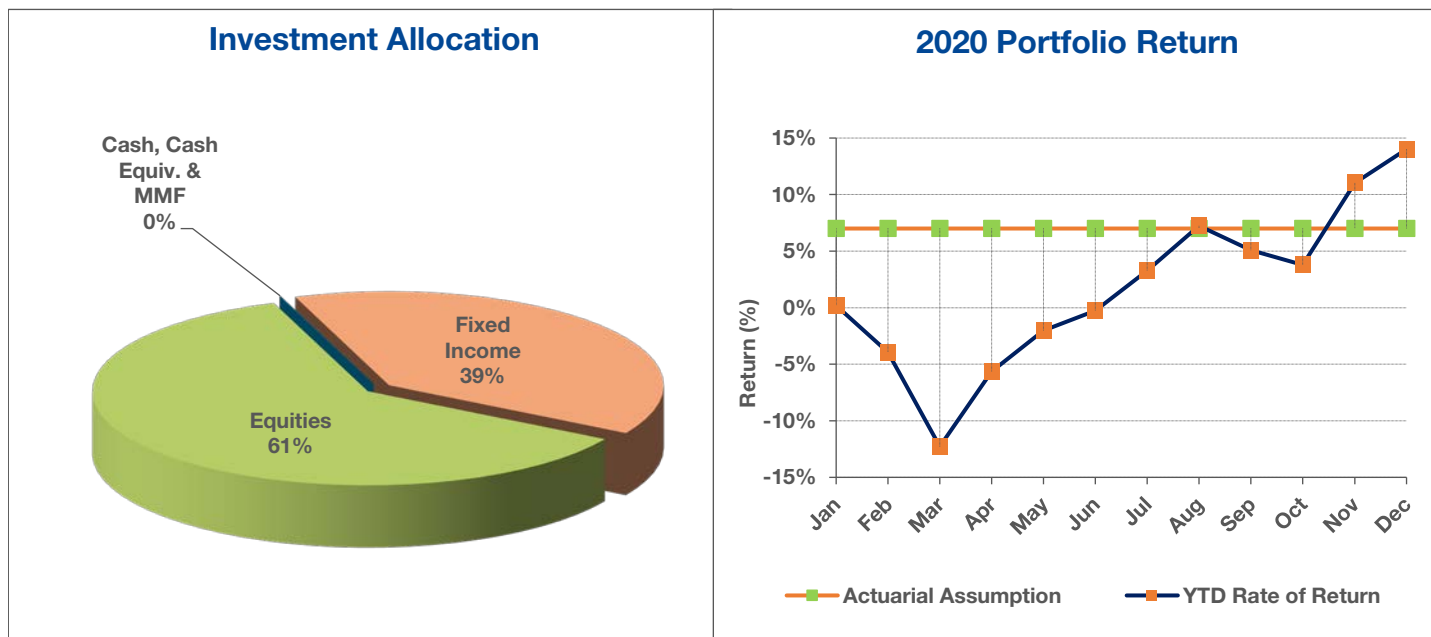 Investment Allocation
Cash, Cash
Equiv. &
MMF
0%
Fixed
Income
39%
Equities
61%
2020 Portfolio Return
Return (%)
15%
10%
5%
0%
-5%
-10%
-15%
Jan
Feb
Mar
Apr
May
Jun
Jul
Aug
Sep
Oct
Nov
Dec
Actuarial Assumption
YTD Rate of Return